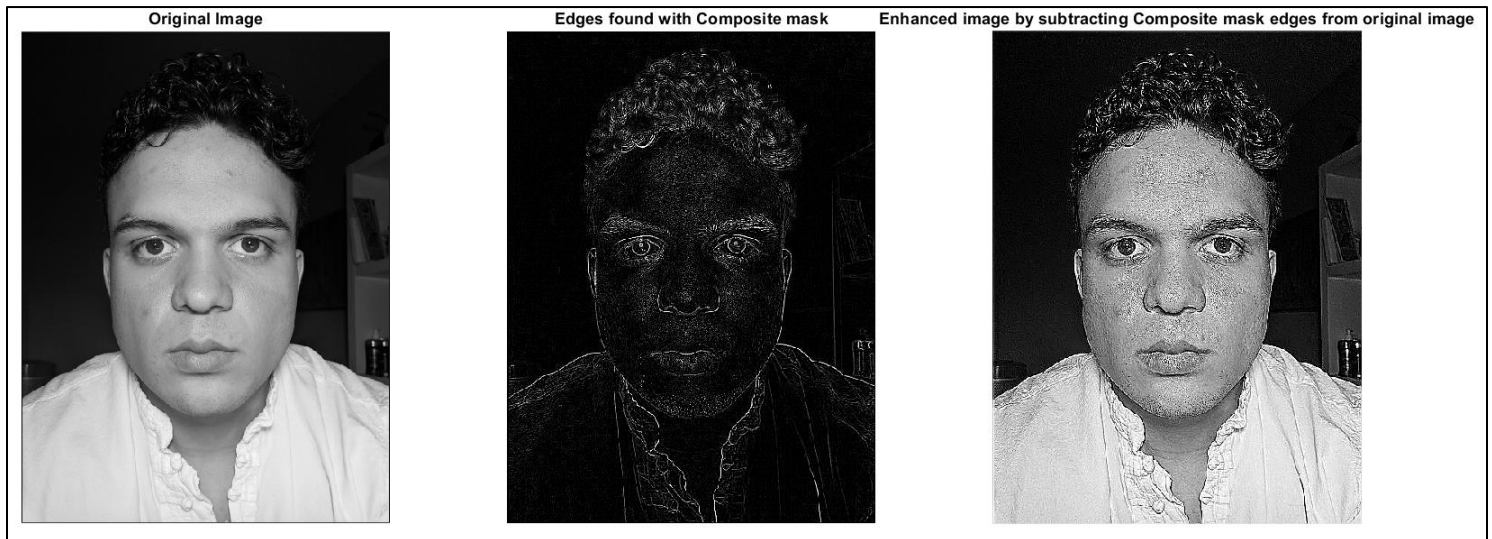 Original Image
Edges found with Composite mask
Enhanced image by subtracting Composite mask edges from original image